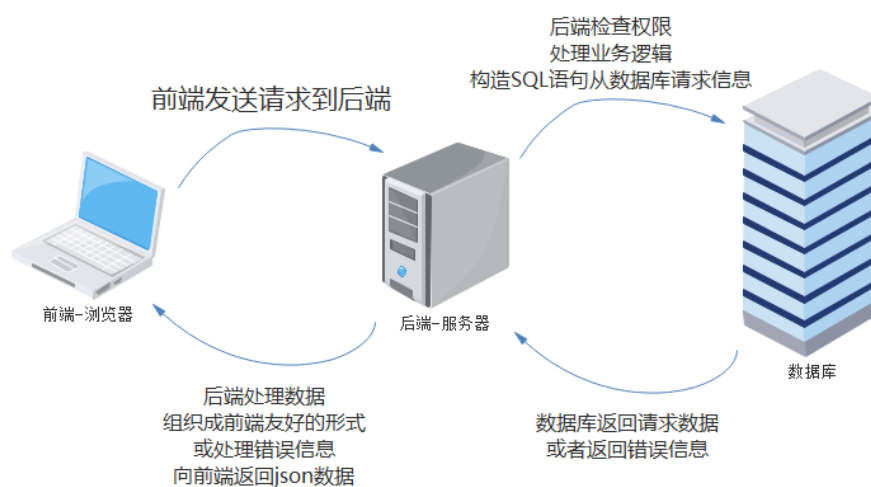 后端检查权限
处理业务逻辑
构造SQL语句从数据库请求信息
前端发送请求到后端
前端-浏览器
后端-服务器
数据库
后端处理数据
组织成前端友好的形式
或处理错误信息
向前端返回json数据
数据库返回请求数据
或者返回错误信息